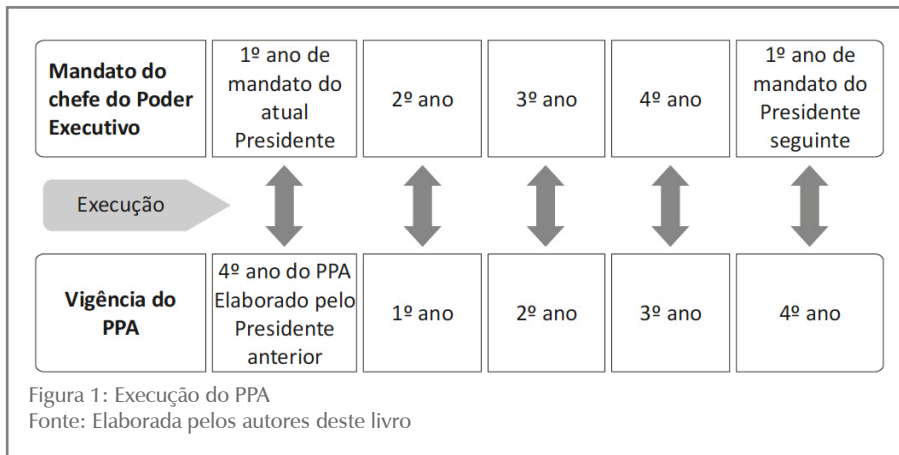 Mandato do
chefe do Poder
Executivo
1º ano de
mandato do
atual
Presidente
2º ano
3º ano
4º ano
1º ano de
mandato do
Presidente
seguinte
Execução
Vigência do
PPA
4º ano do PPA
Elaborado pelo
Presidente
anterior
1º ano
2º ano
3º ano
4º ano
Figura 1: Execução do PPA
Fonte: Elaborada pelos autores deste livro